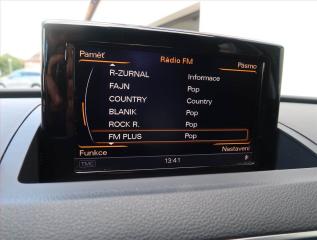 Paměť
Rádio FM
Pásmo
R-ZURNAL Informace
FAJN Pop
COUNTRY Country
BLANIK Pop
ROCK R. Pop
FM PLUS Pop
Funkce
Nastavení
TMC
13:41